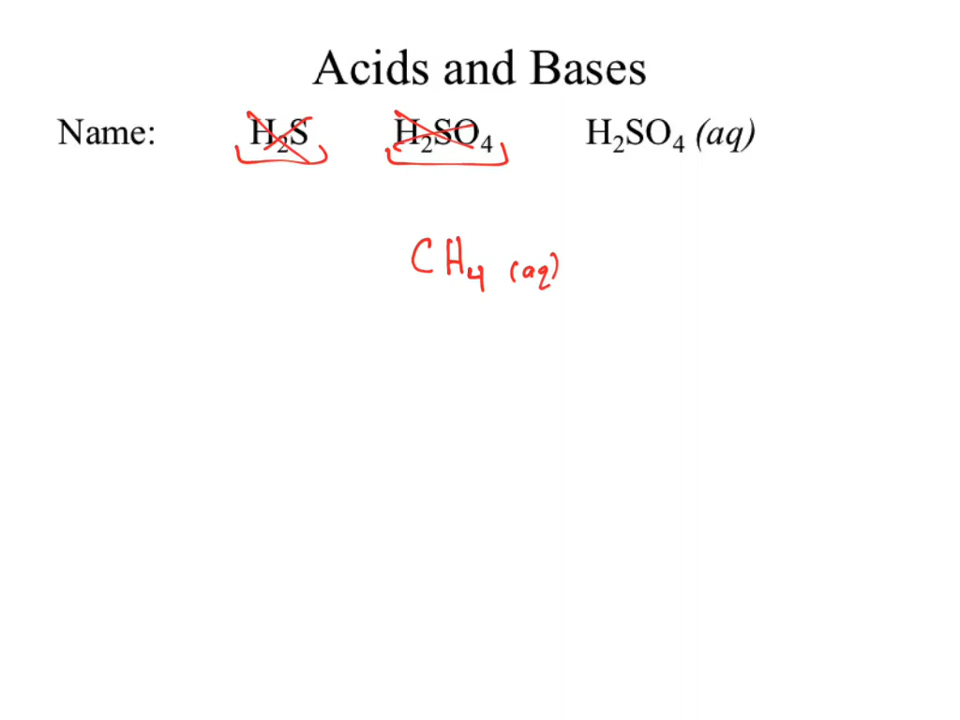 Acids and Bases
Name: H₂S H₂SO₄ H₂SO₄ (aq)
CH₄ (aq)